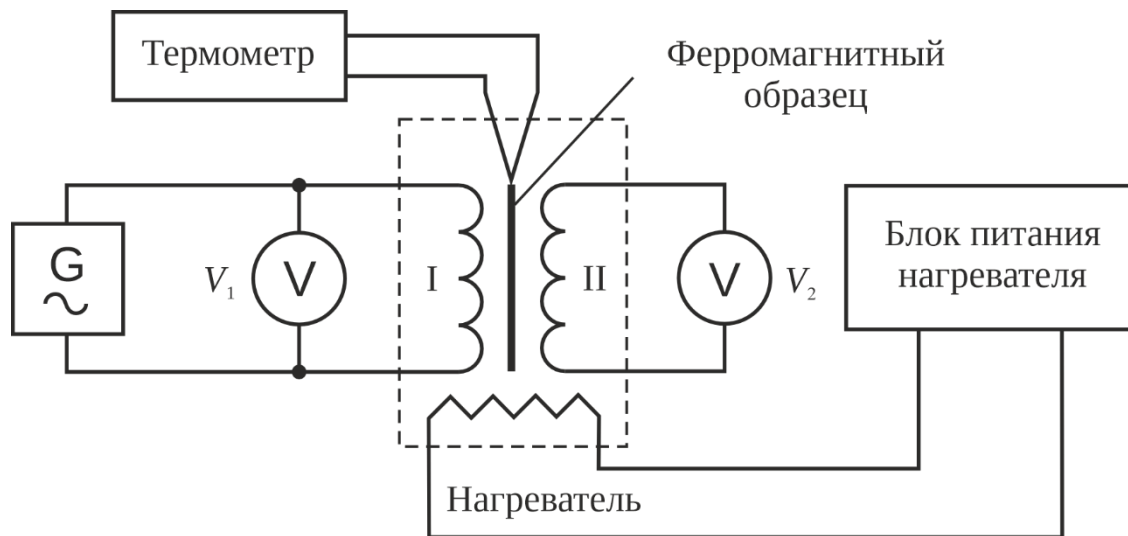 Термометр
Ферромагнитный
образец
G
V₁
V
I
II
V
V₂
Блок питания
нагревателя
Нагреватель